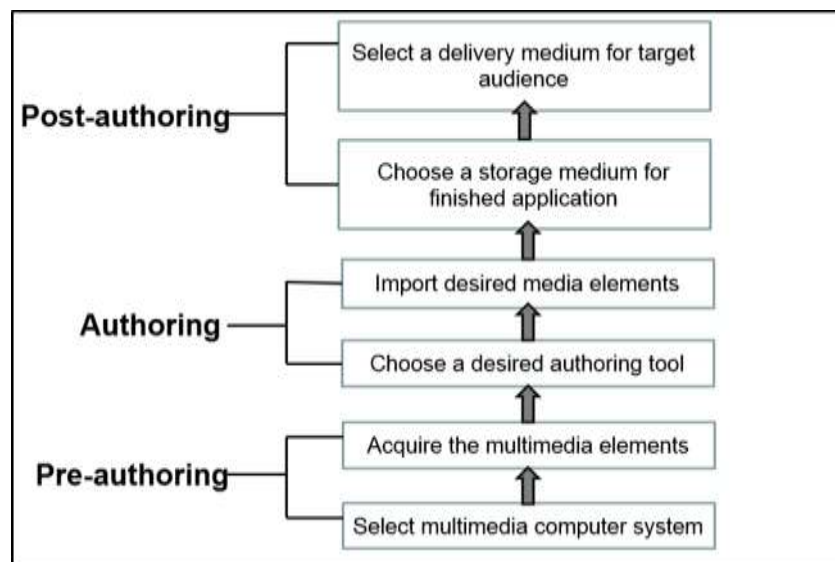 Select a delivery medium for target
audience
Post-authoring
Choose a storage medium for
finished application
Import desired media elements
Authoring
Choose a desired authoring tool
Acquire the multimedia elements
Pre-authoring
Select multimedia computer system